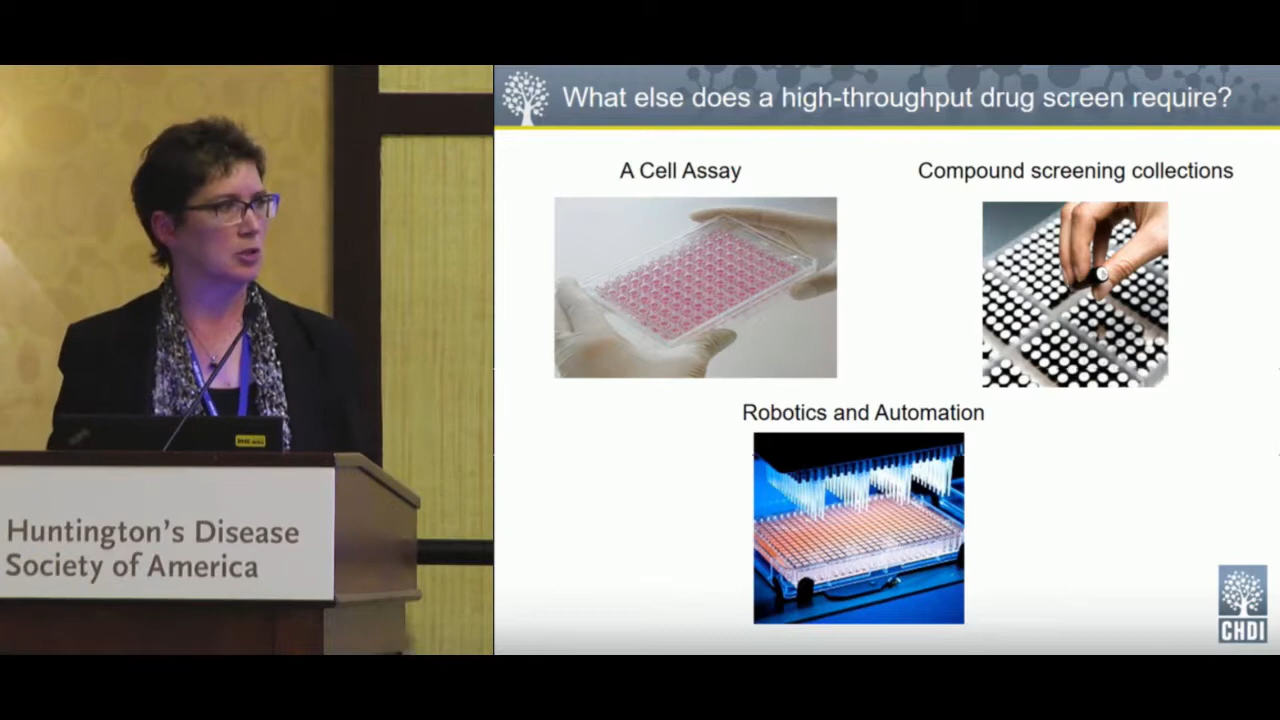 What else does a high-throughput drug screen require?
A Cell Assay
Compound screening collections
Robotics and Automation
Huntington's Disease
Society of America
CHDI